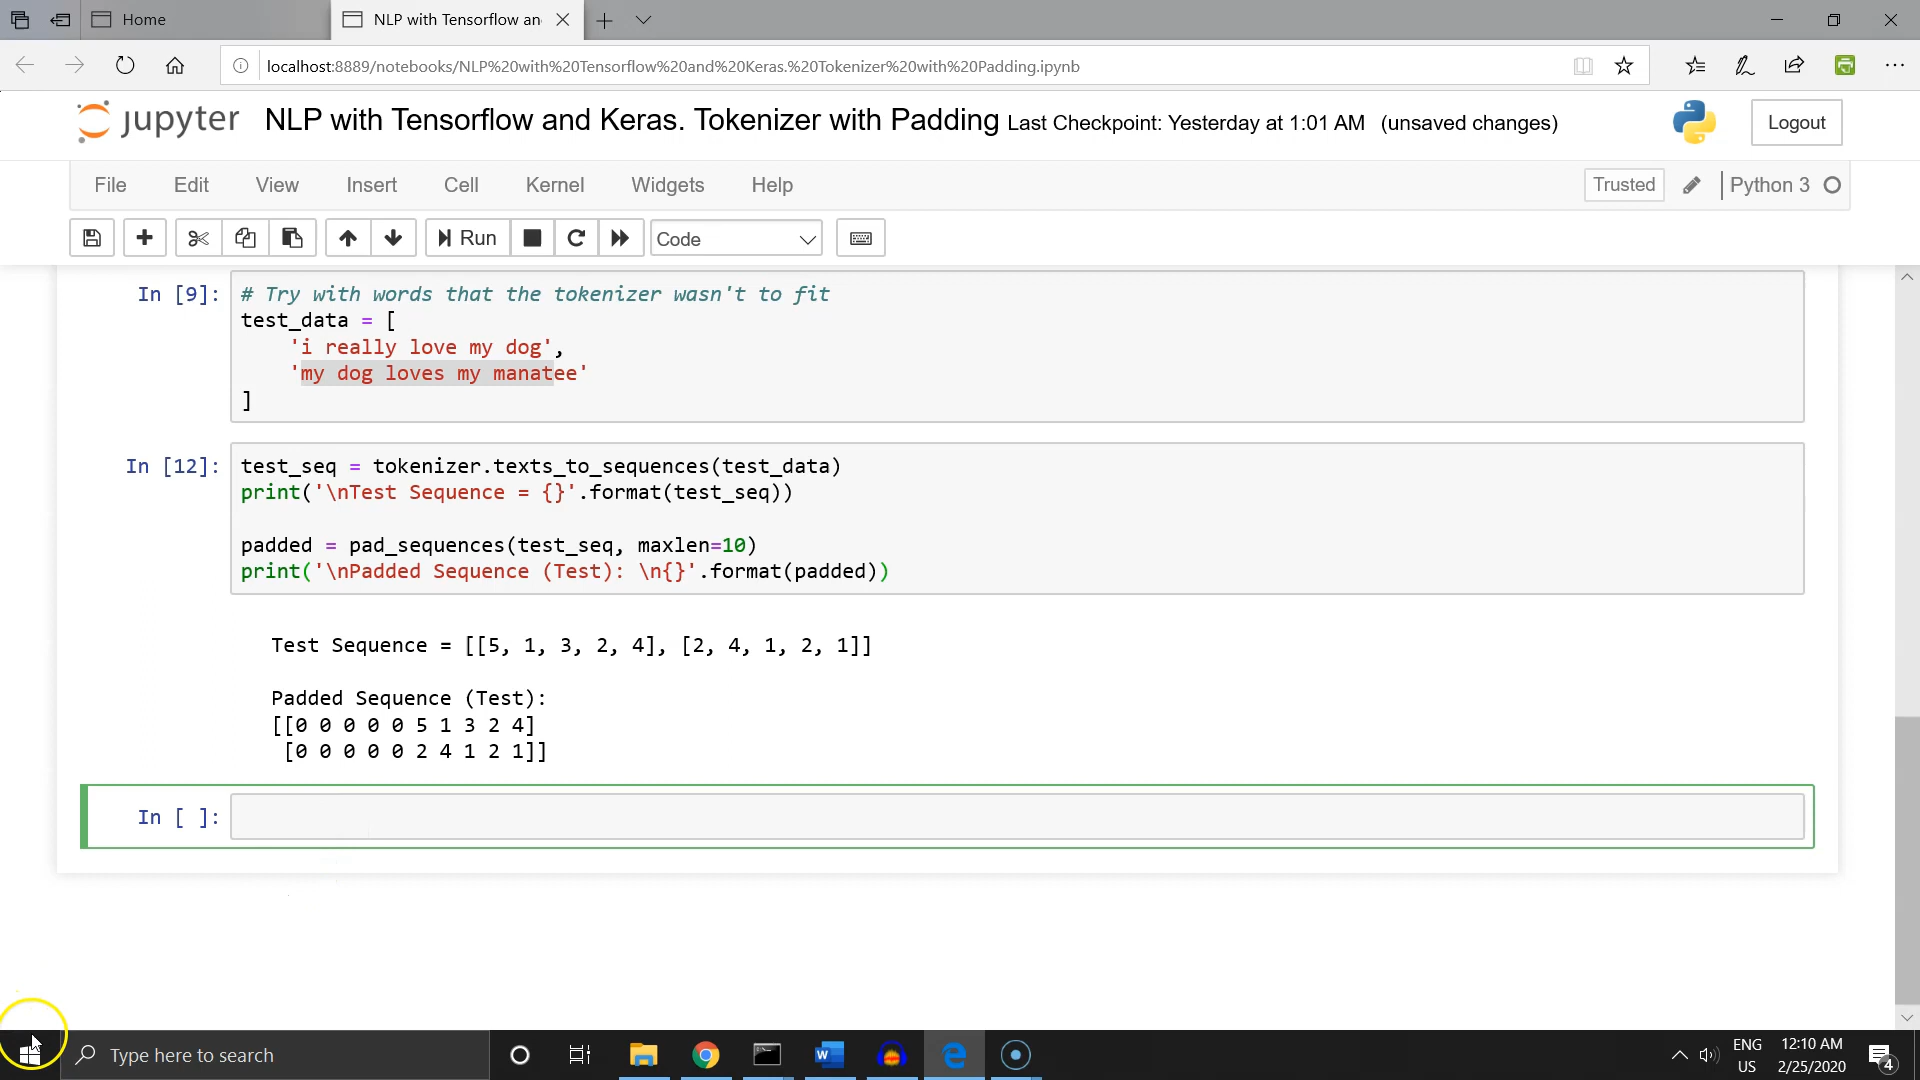 Home
NLP with Tensorflow an
localhost:8889/notebooks/NLP%20with%20Tensorflow%20and%20Keras.%20Tokenizer%20with%20Padding.ipynb
jupyter NLP with Tensorflow and Keras. Tokenizer with Padding Last Checkpoint: Yesterday at 1:01 AM (unsaved changes)
Logout
File Edit View Insert Cell Kernel Widgets Help
Trusted Python 3
Run Code
In [9]: # Try with words that the tokenizer wasn't to fit
test_data = [
    'i really love my dog',
    'my dog loves my manatee'
]
In [12]: test_seq = tokenizer.texts_to_sequences(test_data)
print('\nTest Sequence = {}'.format(test_seq))
padded = pad_sequences(test_seq, maxlen=10)
print('\nPadded Sequence (Test): \n{}'.format(padded))
Test Sequence = [[5, 1, 3, 2, 4], [2, 4, 1, 2, 1]]
Padded Sequence (Test):
[[0 0 0 0 0 5 1 3 2 4]
 [0 0 0 0 0 2 4 1 2 1]]
In [ ]:
Type here to search
ENG
US
12:10 AM
2/25/2020
4